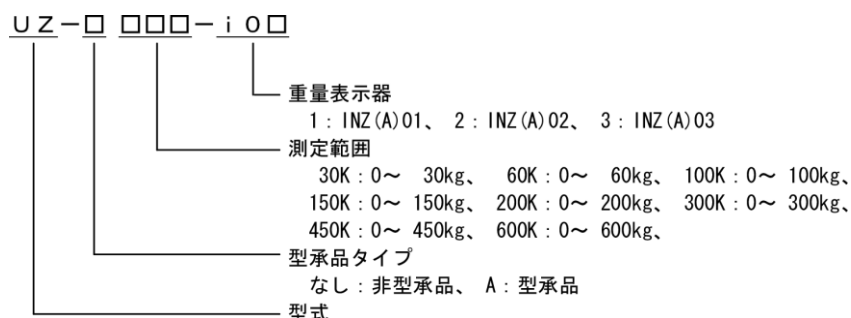 UZ-□ □□□-i0□
重量表示器
1：INZ(A)01、 2：INZ(A)02、 3：INZ(A)03
測定範囲
30K：0～ 30kg、 60K：0～ 60kg、 100K：0～ 100kg、
150K：0～ 150kg、 200K：0～ 200kg、 300K：0～ 300kg、
450K：0～ 450kg、 600K：0～ 600kg、
型承品タイプ
なし：非型承品、 A：型承品
型式